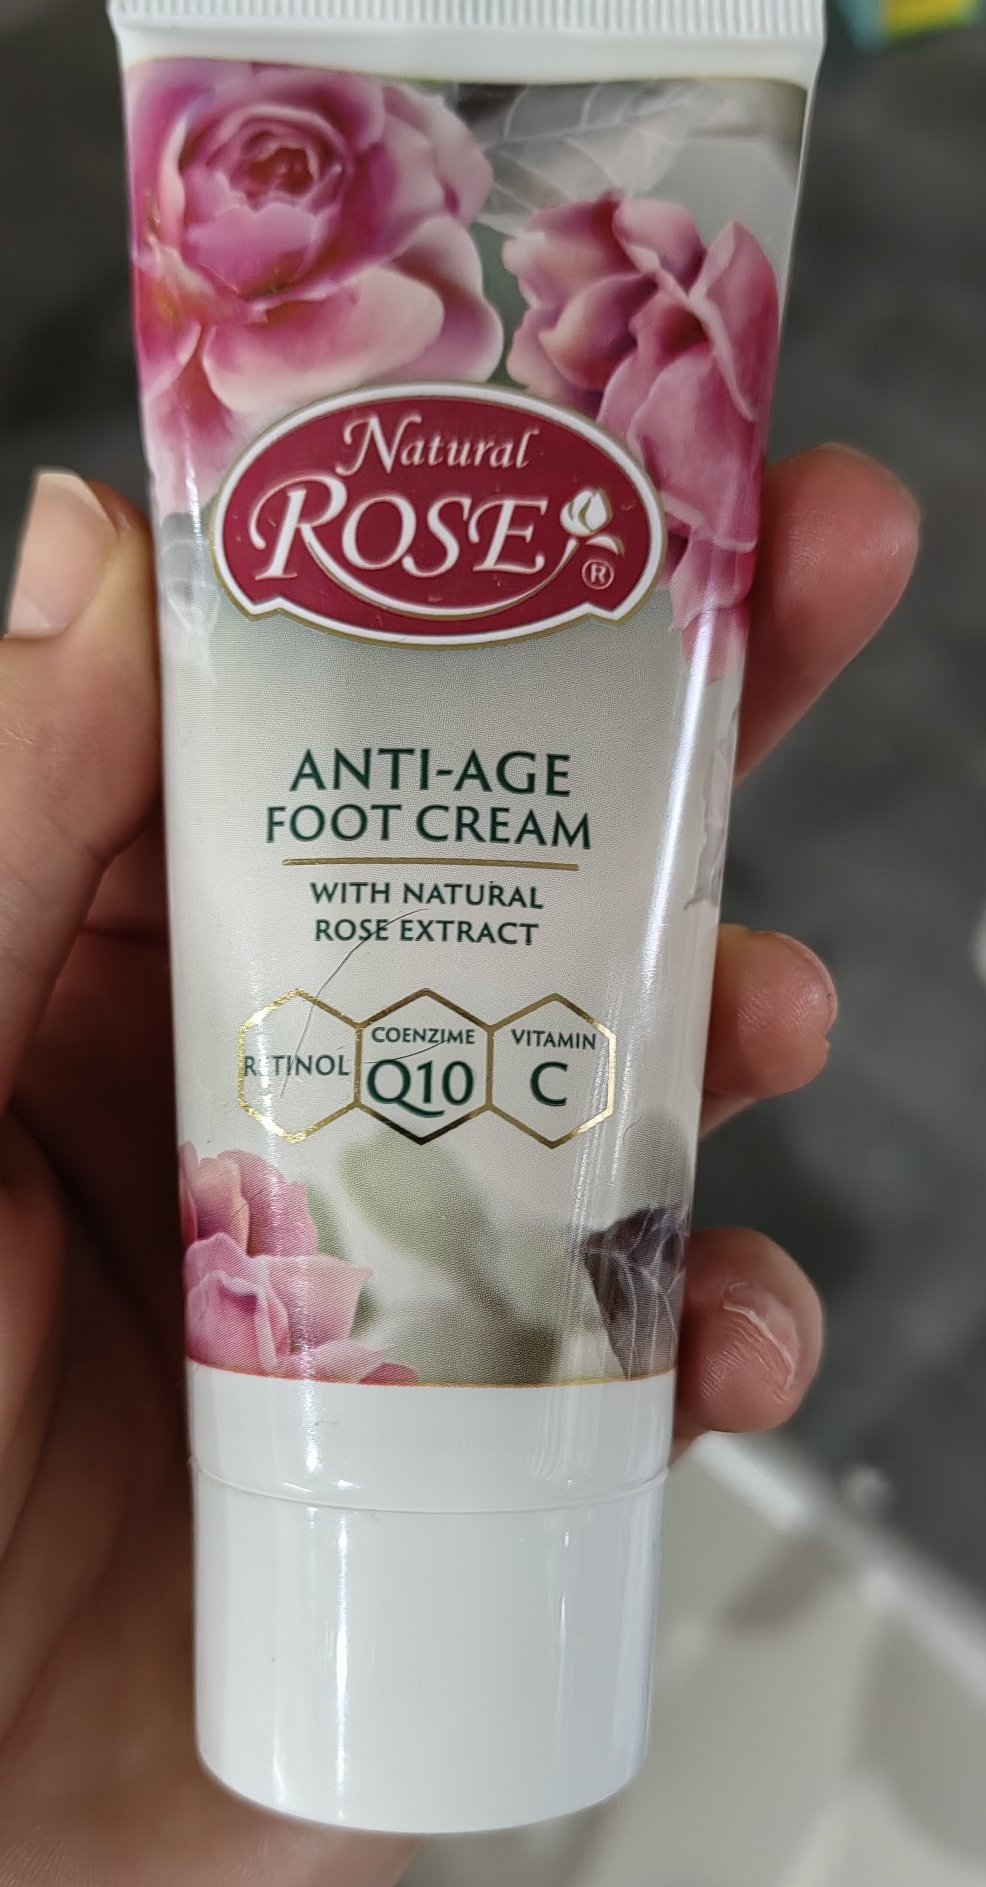 Natural
ROSE
®
ANTI-AGE
FOOT CREAM
WITH NATURAL
ROSE EXTRACT
RETINOL
COENZIME
Q10
VITAMIN
C